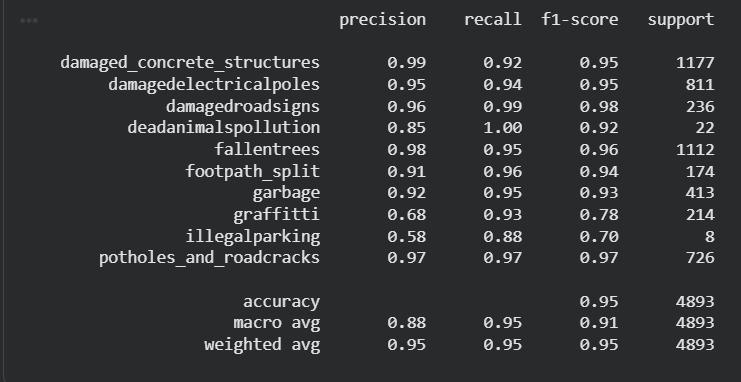 precision recall f1-score support
damaged_concrete_structures 0.99 0.92 0.95 1177
damagedelectricalpoles 0.95 0.94 0.95 811
damagedroadsigns 0.96 0.99 0.98 236
deadanimalspollution 0.85 1.00 0.92 22
fallentrees 0.98 0.95 0.96 1112
footpath_split 0.91 0.96 0.94 174
garbage 0.92 0.95 0.93 413
graffitti 0.68 0.93 0.78 214
illegalparking 0.58 0.88 0.70 8
potholes_and_roadcracks 0.97 0.97 0.97 726
accuracy 0.95 4893
macro avg 0.88 0.95 0.91 4893
weighted avg 0.95 0.95 0.95 4893